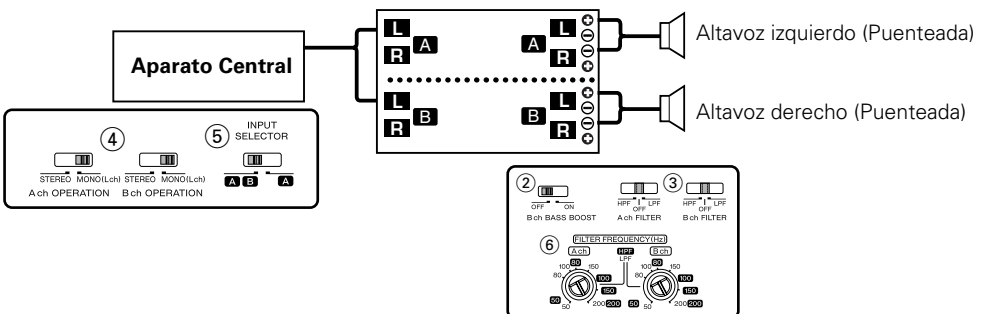 Aparato Central
L
R
A
A
L
R
⊕
⊖
⊖
⊕
Altavoz izquierdo (Puenteada)
L
R
B
B
L
R
⊕
⊖
⊖
⊕
Altavoz derecho (Puenteada)
④
⑤
INPUT
SELECTOR
STEREO MONO(Lch)
STEREO MONO(Lch)
A B
A
A ch OPERATION
B ch OPERATION
②
③
OFF ON
B ch BASS BOOST
HPF OFF LPF
A ch FILTER
HPF OFF LPF
B ch FILTER
⑥
FILTER FREQUENCY(Hz)
A ch
HPF
LPF
B ch
80
100 150
80
100
150
50
50
200 200
80
100 150
80
100
150
50
50
200 200